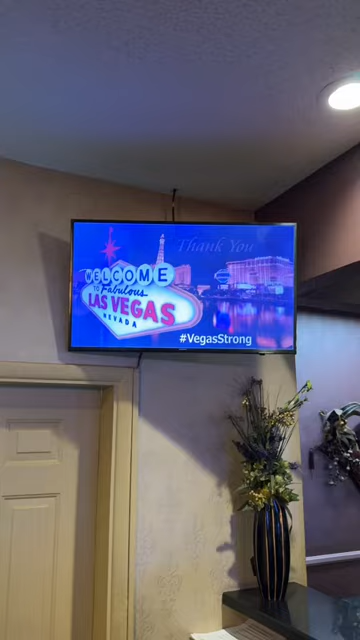 Thank You
WELCOME
TO Fabulous
LAS VEGAS
NEVADA
#VegasStrong